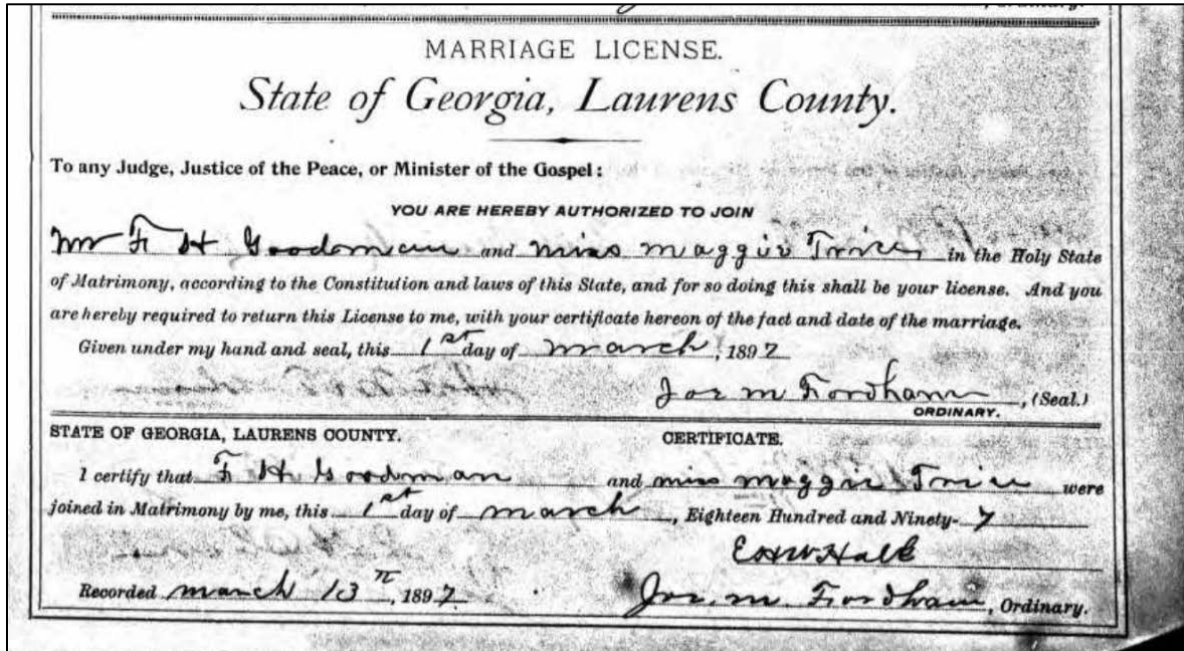 , Ordinary.
MARRIAGE LICENSE.
State of Georgia, Laurens County.
To any Judge, Justice of the Peace, or Minister of the Gospel:
YOU ARE HEREBY AUTHORIZED TO JOIN
Mr F. H Goodman and miss maggie Trice in the Holy State
of Matrimony, according to the Constitution and laws of this State, and for so doing this shall be your license. And you
are hereby required to return this License to me, with your certificate hereon of the fact and date of the marriage.
Given under my hand and seal, this 1st day of march, 1897
Jos m Fordham, (Seal.)
ORDINARY.
STATE OF GEORGIA, LAURENS COUNTY. CERTIFICATE.
I certify that F. H. Goodman and miss maggie Trice were
joined in Matrimony by me, this 1st day of march, Eighteen Hundred and Ninety-7
Recorded march 13th, 1897 Jos. m. Fordham, Ordinary.